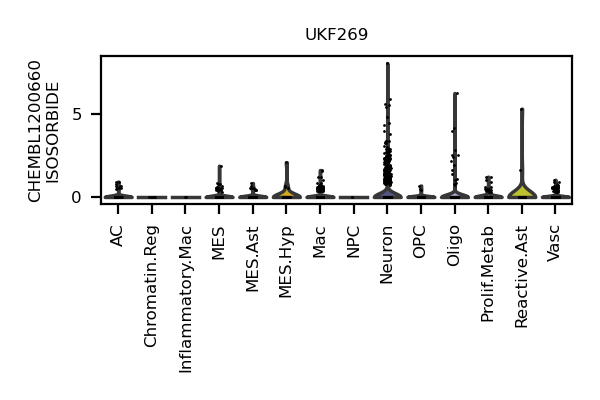 UKF269
CHEMBL1200660
ISOSORBIDE
5
0
AC
Chromatin.Reg
Inflammatory.Mac
MES
MES.Ast
MES.Hyp
Mac
NPC
Neuron
OPC
Oligo
Prolif.Metab
Reactive.Ast
Vasc